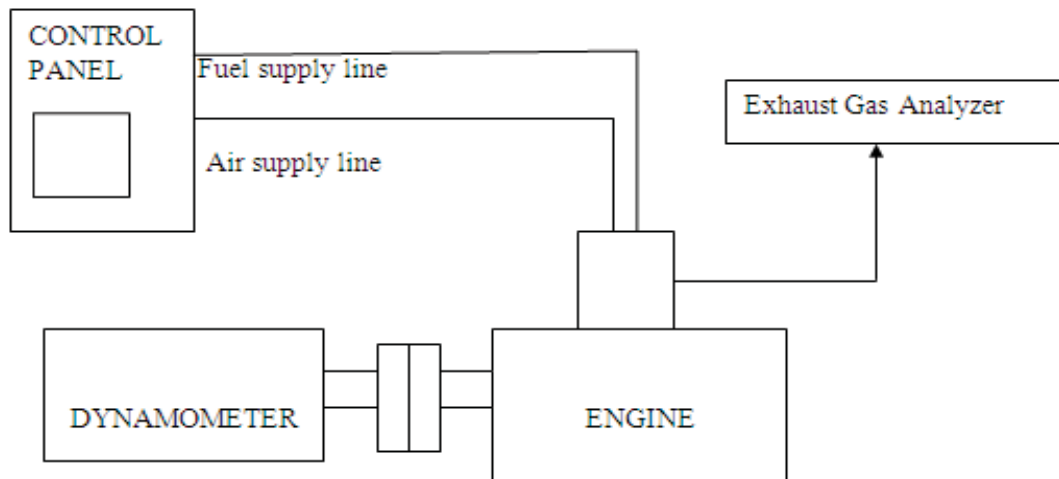 CONTROL
PANEL
Fuel supply line
Exhaust Gas Analyzer
Air supply line
DYNAMOMETER
ENGINE